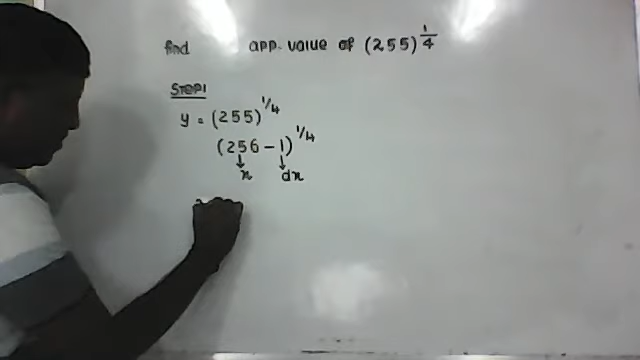 find app. value of (255)^1/4
STEP1
y = (255)^1/4
(256 - 1)^1/4
↓ ↓
x dx